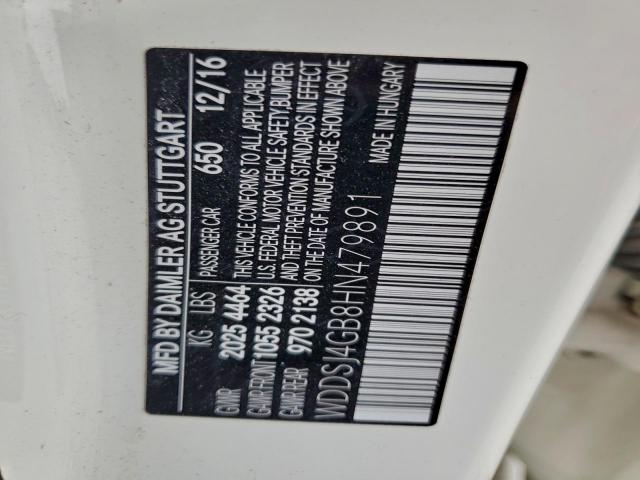 MFD BY DAIMLER AG STUTTGART
KG LBS PASSENGER CAR 650 12/16
GVWR 2025 4464 THIS VEHICLE CONFORMS TO ALL APPLICABLE
GAWR FRONT 1055 2326 U.S. FEDERAL MOTOR VEHICLE SAFETY, BUMPER
GAWR REAR 970 2138 AND THEFT PREVENTION STANDARDS IN EFFECT
ON THE DATE OF MANUFACTURE SHOWN ABOVE
WDDSJ4GB8HN479891 MADE IN HUNGARY